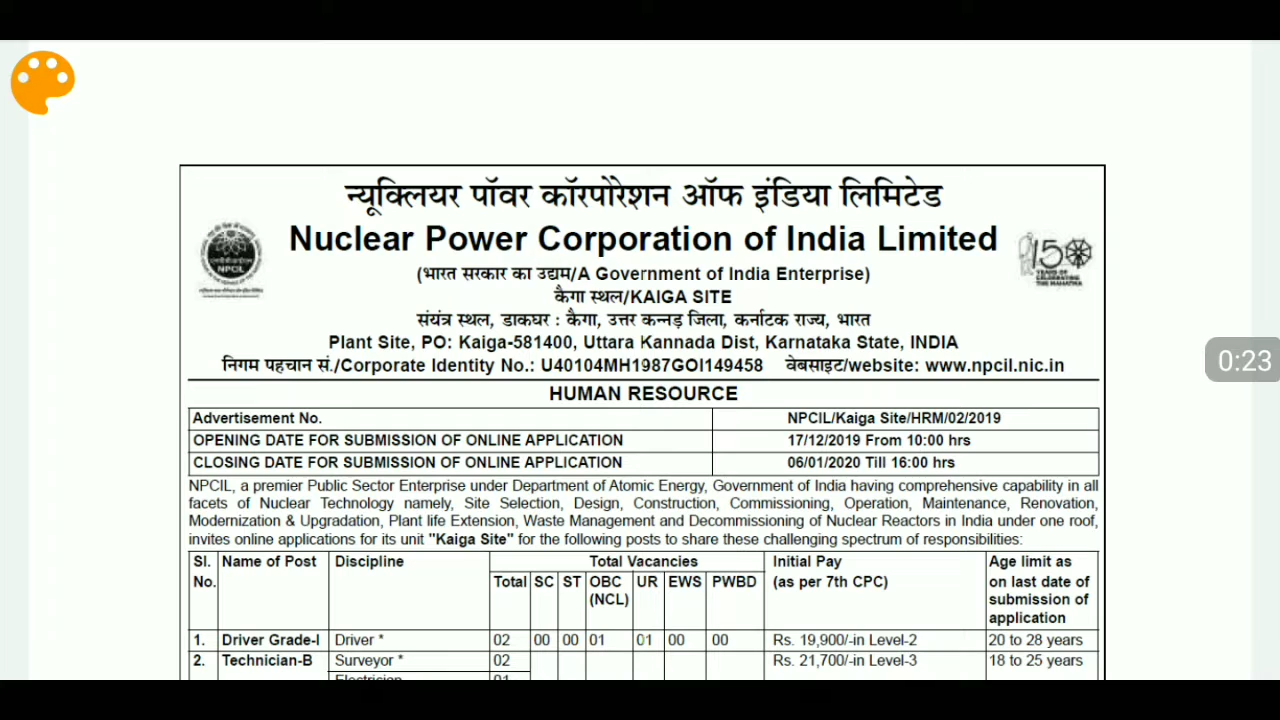 न्यूक्लियर पॉवर कॉरपोरेशन ऑफ इंडिया लिमिटेड
Nuclear Power Corporation of India Limited
(भारत सरकार का उद्यम/A Government of India Enterprise)
कैगा स्थल/KAIGA SITE
संयंत्र स्थल, डाकघर : कैगा, उत्तर कन्नड़ जिला, कर्नाटक राज्य, भारत
Plant Site, PO: Kaiga-581400, Uttara Kannada Dist, Karnataka State, INDIA
निगम पहचान सं./Corporate Identity No.: U40104MH1987GOI149458 वेबसाइट/website: www.npcil.nic.in
NPCIL
150
YEARS OF
CELEBRATING
THE MAHATMA
0:23
HUMAN RESOURCE
Advertisement No. NPCIL/Kaiga Site/HRM/02/2019
OPENING DATE FOR SUBMISSION OF ONLINE APPLICATION 17/12/2019 From 10:00 hrs
CLOSING DATE FOR SUBMISSION OF ONLINE APPLICATION 06/01/2020 Till 16:00 hrs
NPCIL, a premier Public Sector Enterprise under Department of Atomic Energy, Government of India having comprehensive capability in all
facets of Nuclear Technology namely, Site Selection, Design, Construction, Commissioning, Operation, Maintenance, Renovation,
Modernization & Upgradation, Plant life Extension, Waste Management and Decommissioning of Nuclear Reactors in India under one roof,
invites online applications for its unit "Kaiga Site" for the following posts to share these challenging spectrum of responsibilities:
Sl. Name of Post Discipline Total Vacancies Initial Pay Age limit as
No. Total SC ST OBC UR EWS PWBD (as per 7th CPC) on last date of
(NCL) submission of
application
1. Driver Grade-I Driver * 02 00 00 01 01 00 00 Rs. 19,900/-in Level-2 20 to 28 years
2. Technician-B Surveyor * 02 Rs. 21,700/-in Level-3 18 to 25 years
Electrician 01